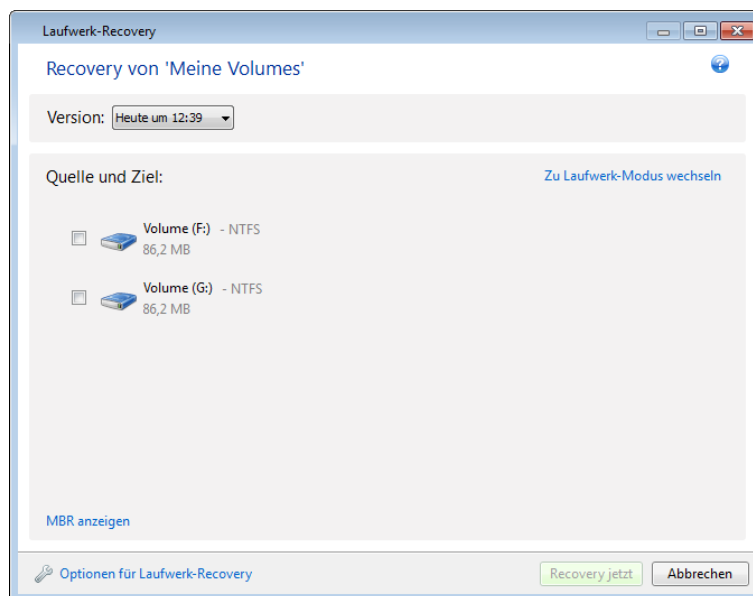 Laufwerk-Recovery
Recovery von 'Meine Volumes'
Version: Heute um 12:39
Quelle und Ziel: Zu Laufwerk-Modus wechseln
Volume (F:) - NTFS
86,2 MB
Volume (G:) - NTFS
86,2 MB
MBR anzeigen
Optionen für Laufwerk-Recovery Recovery jetzt Abbrechen